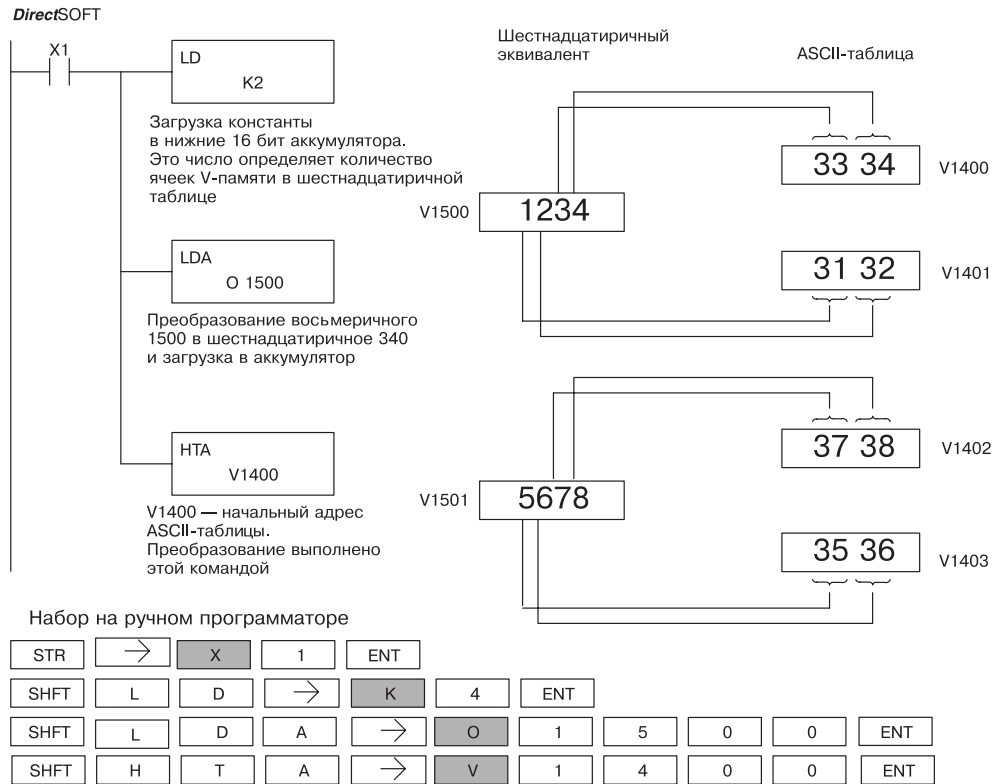 DirectSOFT
X1
LD
K2
Загрузка константы
в нижние 16 бит аккумулятора.
Это число определяет количество
ячеек V-памяти в шестнадцатиричной
таблице
LDA
O 1500
Преобразование восьмеричного
1500 в шестнадцатиричное 340
и загрузка в аккумулятор
HTA
V1400
V1400 — начальный адрес
ASCII-таблицы.
Преобразование выполнено
этой командой
Шестнадцатиричный
эквивалент
ASCII-таблица
33 34 V1400
V1500 1234
31 32 V1401
37 38 V1402
V1501 5678
35 36 V1403
Набор на ручном программаторе
STR → X 1 ENT
SHFT L D → K 4 ENT
SHFT L D A → O 1 5 0 0 ENT
SHFT H T A → V 1 4 0 0 ENT